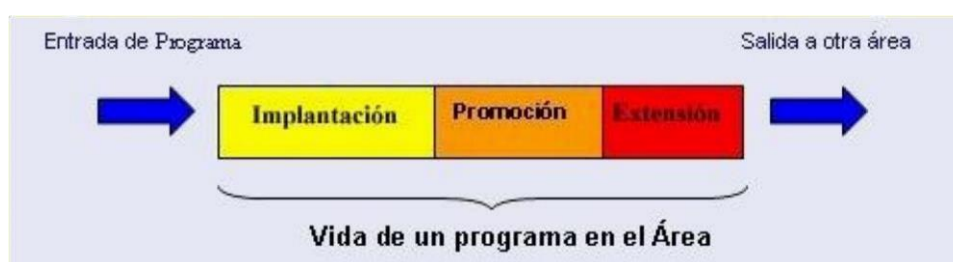 Entrada de Programa
Salida a otra área
Implantación
Promoción
Extensión
Vida de un programa en el Área